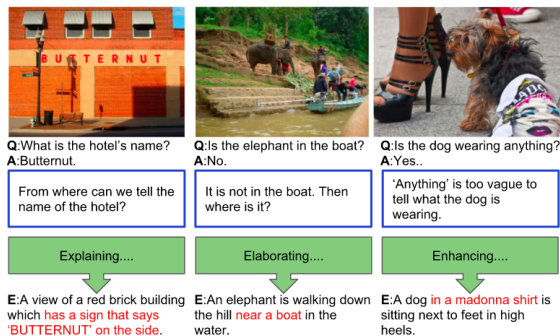 BUTTERNUT
Q:What is the hotel's name?
A:Butternut.
From where can we tell the
name of the hotel?
Explaining....
E:A view of a red brick building
which has a sign that says
'BUTTERNUT' on the side.
Q:Is the elephant in the boat?
A:No.
It is not in the boat. Then
where is it?
Elaborating....
E:An elephant is walking down
the hill near a boat in the
water.
Q:Is the dog wearing anything?
A:Yes..
'Anything' is too vague to
tell what the dog is
wearing.
Enhancing....
E:A dog in a madonna shirt is
sitting next to feet in high
heels.